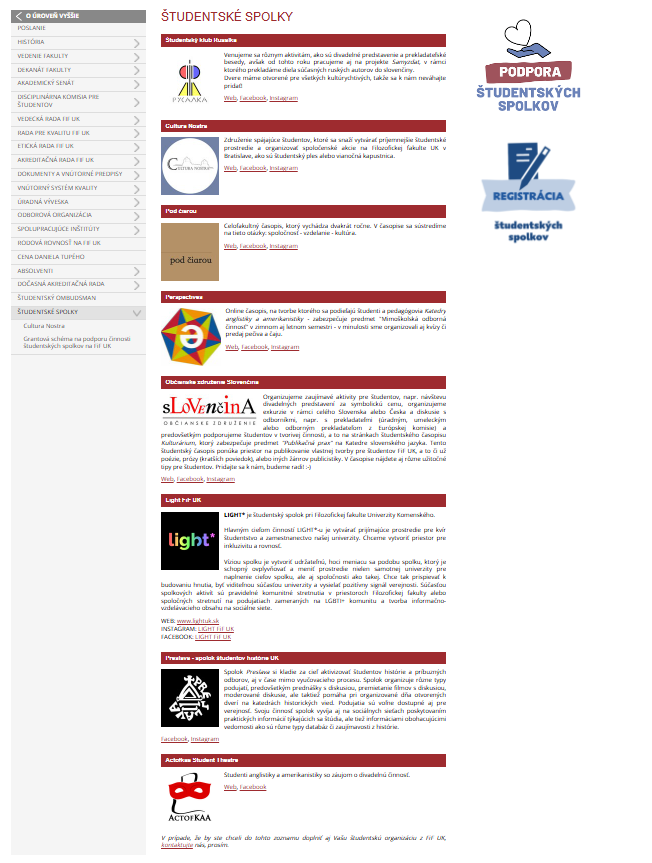 O ÚROVEŇ VYŠŠIE
POSLANIE
HISTÓRIA
VEDENIE FAKULTY
DEKANÁT FAKULTY
AKADEMICKÝ SENÁT
DISCIPLINÁRNA KOMISIA PRE
ŠTUDENTOV
VEDECKÁ RADA FIF UK
RADA PRE KVALITU FIF UK
ETICKÁ RADA FIF UK
AKREDITAČNÁ RADA FIF UK
DOKUMENTY A VNÚTORNÉ PREDPISY
VNÚTORNÝ SYSTÉM KVALITY
ÚRADNÁ VÝVESKA
ODBOROVÁ ORGANIZÁCIA
SPOLUPRACUJÚCE INŠTITÚTY
RODOVÁ ROVNOSŤ NA FIF UK
CENA DANIELA TUPÉHO
ABSOLVENTI
DOČASNÁ AKREDITAČNÁ RADA
ŠTUDENTSKÝ OMBUDSMAN
ŠTUDENTSKÉ SPOLKY
Cultura Nostra
Grantová schéma na podporu činnosti
študentských spolkov na FiF UK
ŠTUDENTSKÉ SPOLKY
Študentský klub Rusalka
РУСАЛКА
Venujeme sa rôznym aktivitám, ako sú divadelné predstavenie a prekladateľské
besedy, avšak od tohto roku pracujeme aj na projekte Samyzdat, v rámci
ktorého prekladáme diela súčasných ruských autorov do slovenčiny.
Dvere máme otvorené pre všetkých kultúrychtivých, takže sa k nám neváhajte
pridať!
Web, Facebook, Instagram
Cultura Nostra
CULTURA NOSTRA
Združenie spájajúce študentov, ktoré sa snaží vytvárať príjemnejšie študentské
prostredie a organizovať spoločenské akcie na Filozofickej fakulte UK v
Bratislave, ako sú študentský ples alebo vianočná kapustnica.
Web, Facebook, Instagram
Pod čiarou
pod čiarou
Celofakultný časopis, ktorý vychádza dvakrát ročne. V časopise sa sústredíme
na tieto otázky: spoločnosť - vzdelanie - kultúra.
Web, Facebook, Instagram
Perspectives
Online časopis, na tvorbe ktorého sa podieľajú študenti a pedagógovia Katedry
anglistiky a amerikanistiky - zabezpečuje predmet "Mimoškolská odborná
činnosť" v zimnom aj letnom semestri - v minulosti sme organizovali aj kvízy či
predaj pečiva a čaju.
Web, Facebook, Instagram
Občianske združenie Slovenčina
SLOVENČINA
OBČIANSKE ZDRUŽENIE
Organizujeme zaujímavé aktivity pre študentov, napr. návštevu
divadelných predstavení za symbolickú cenu, organizujeme
exkurzie v rámci celého Slovenska alebo Česka a diskusie s
odborníkmi, napr. s prekladateľmi (úradným, umeleckým
alebo odborným prekladateľom z Európskej komisie) a
predovšetkým podporujeme študentov v tvorivej činnosti, a to na stránkach študentského časopisu
Kulturárium, ktorý zabezpečuje predmet "Publikačná prax" na Katedre slovenského jazyka. Tento
študentský časopis ponúka priestor na publikovanie vlastnej tvorby pre študentov FiF UK, a to či už
poézie, prózy (kratších poviedok), alebo iných žánrov publicistiky. V časopise nájdete aj rôzne užitočné
tipy pre študentov. Pridajte sa k nám, budeme radi! :-)
Web, Facebook, Instagram
Light FiF UK
light*
LIGHT* je študentský spolok pri Filozofickej fakulte Univerzity Komenského.
Hlavným cieľom činnosti LIGHT*-u je vytvárať prijímajúce prostredie pre kvír
študentstvo a zamestnanectvo našej univerzity. Chceme vytvoriť priestor pre
inkluzivitu a rovnosť.
Víziou spolku je vytvoriť udržateľnú, hoci meniacu sa podobu spolku, ktorý je
schopný ovplyvňovať a meniť prostredie nielen samotnej univerzity pre
naplnenie cieľov spolku, ale aj spoločnosti ako takej. Chce tak prispievať k
budovaniu hnutia, byť viditeľnou súčasťou univerzity a vysielať pozitívny signál verejnosti. Súčasťou
spolkových aktivít sú pravidelné komunitné stretnutia v priestoroch Filozofickej fakulty alebo
spoločných stretnutí na podujatiach zameraných na LGBTI+ komunitu a tvorba informačno-
vzdelávacieho obsahu na sociálne siete.
WEB: www.lightuk.sk
INSTAGRAM: LIGHT FiF UK
FACEBOOK: LIGHT FiF UK
Preslava - spolok študentov histórie UK
Spolok Preslava si kladie za cieľ aktivizovať študentov histórie a príbuzných
odborov, aj v čase mimo vyučovacieho procesu. Spolok organizuje rôzne typy
podujatí, predovšetkým prednášky s diskusiou, premietanie filmov s diskusiou,
moderované diskusie, ale taktiež pomáha pri organizované dňa otvorených
dverí na katedrách historických vied. Podujatia sú voľne dostupné aj pre
verejnosť. Svoju činnosť spolok vyvíja aj na sociálnych sieťach poskytovaním
praktických informácií týkajúcich sa štúdia, ale tiež informáciami obohacujúcimi
vedomosti ako sú rôzne typy databáz či zaujímavosti z histórie.
Facebook, Instagram
Actofkaa Student Theatre
ACTOFKAA
Študenti anglistiky a amerikanistiky so záujom o divadelnú činnosť.
Web, Facebook
V prípade, že by ste chceli do tohto zoznamu doplniť aj Vašu študentskú organizáciu z FiF UK,
kontaktujte nás, prosím.
PODPORA
ŠTUDENTSKÝCH
SPOLKOV
REGISTRÁCIA
študentských
spolkov